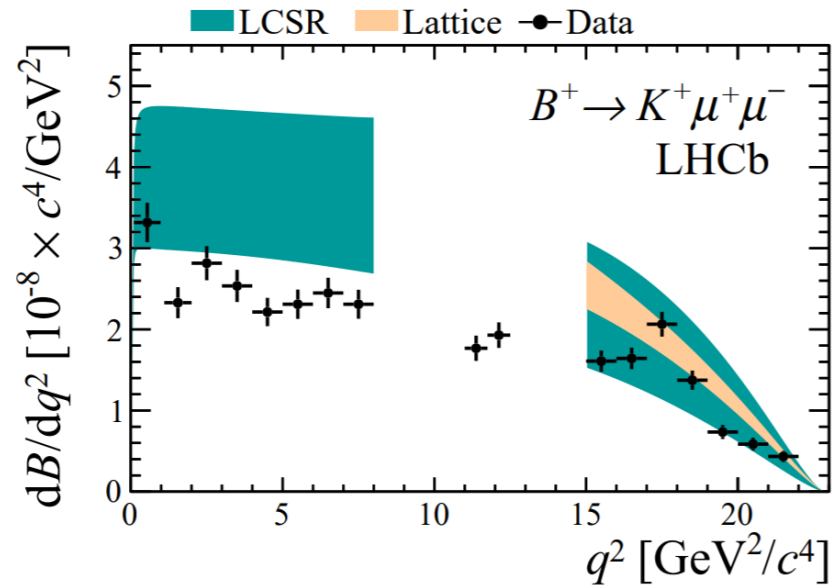 LCSR Lattice Data
B⁺ → K⁺μ⁺μ⁻
LHCb
dB/dq² [10⁻⁸ × c⁴/GeV²]
5
4
3
2
1
0
0 5 10 15 20
q² [GeV²/c⁴]